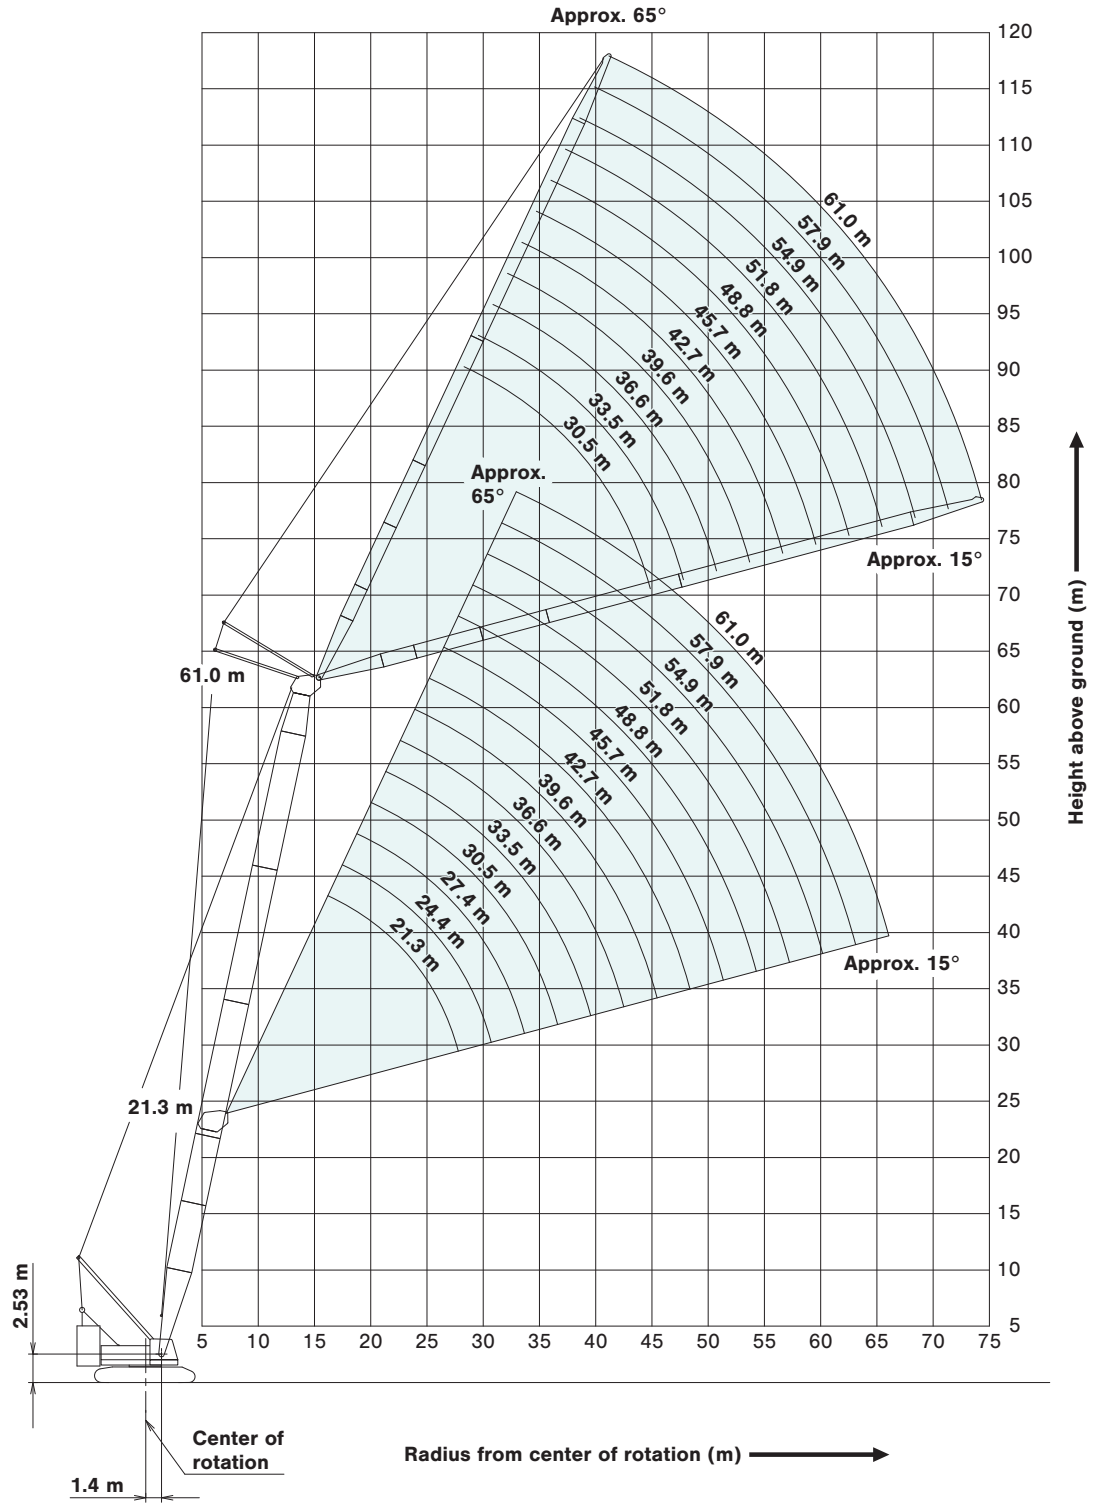 Approx. 65°
120
115
110
105
100
95
90
85
80
75
70
65
60
55
50
45
40
35
30
25
20
15
10
5
61.0 m
57.9 m
54.9 m
51.8 m
48.8 m
45.7 m
42.7 m
39.6 m
36.6 m
33.5 m
30.5 m
Approx.
65°
Approx. 15°
61.0 m
61.0 m
57.9 m
54.9 m
51.8 m
48.8 m
45.7 m
42.7 m
39.6 m
36.6 m
33.5 m
30.5 m
27.4 m
24.4 m
21.3 m
Approx. 15°
21.3 m
Height above ground (m)
2.53 m
5 10 15 20 25 30 35 40 45 50 55 60 65 70 75
Center of
rotation
Radius from center of rotation (m)
1.4 m